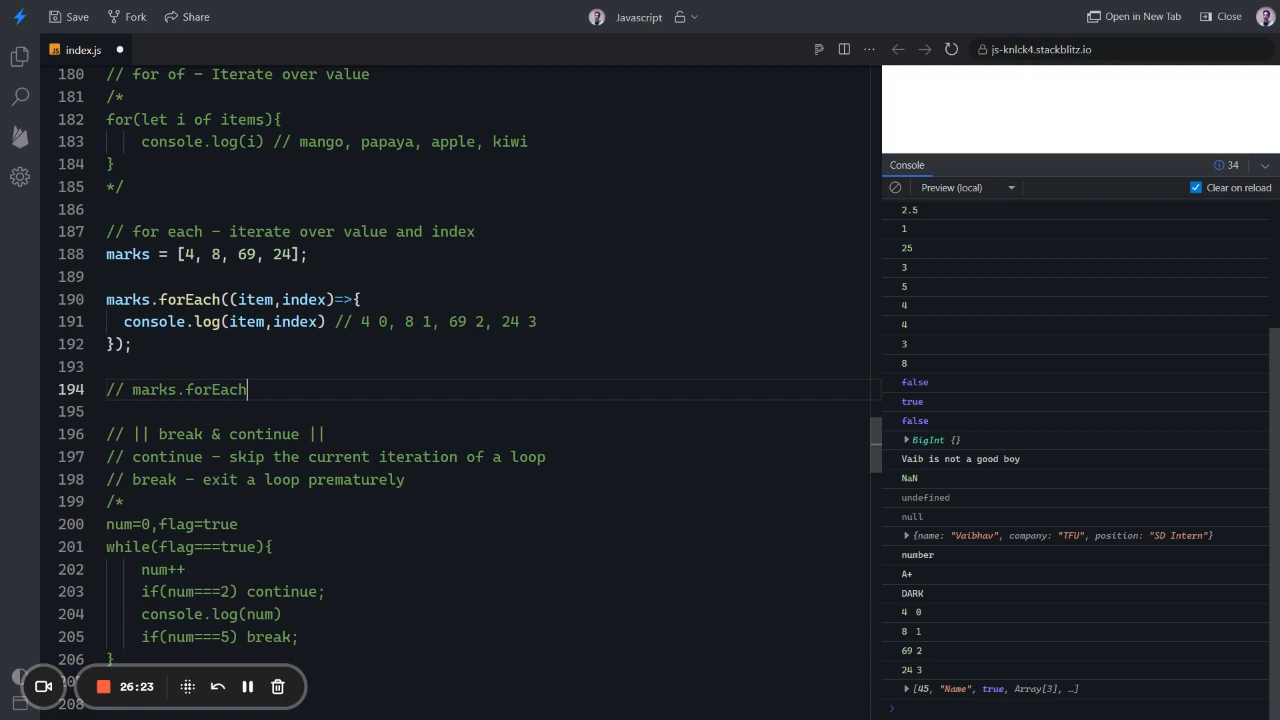 Save Fork Share Javascript Open in New Tab Close
JS index.js js-knlck4.stackblitz.io
180 // for of - Iterate over value
181 /*
182 for(let i of items){
183 console.log(i) // mango, papaya, apple, kiwi
184 }
185 */
186
187 // for each - iterate over value and index
188 marks = [4, 8, 69, 24];
189
190 marks.forEach((item,index)=>{
191 console.log(item,index) // 4 0, 8 1, 69 2, 24 3
192 });
193
194 // marks.forEach
195
196 // || break & continue ||
197 // continue - skip the current iteration of a loop
198 // break - exit a loop prematurely
199 /*
200 num=0,flag=true
201 while(flag===true){
202 num++
203 if(num===2) continue;
204 console.log(num)
205 if(num===5) break;
206 }
208
26:23
Console 34
Preview (local) Clear on reload
2.5
1
25
3
5
4
4
3
8
false
true
false
BigInt {}
Vaib is not a good boy
NaN
undefined
null
{name: "Vaibhav", company: "TFU", position: "SD Intern"}
number
A+
DARK
4 0
8 1
69 2
24 3
[45, "Name", true, Array[3], …]